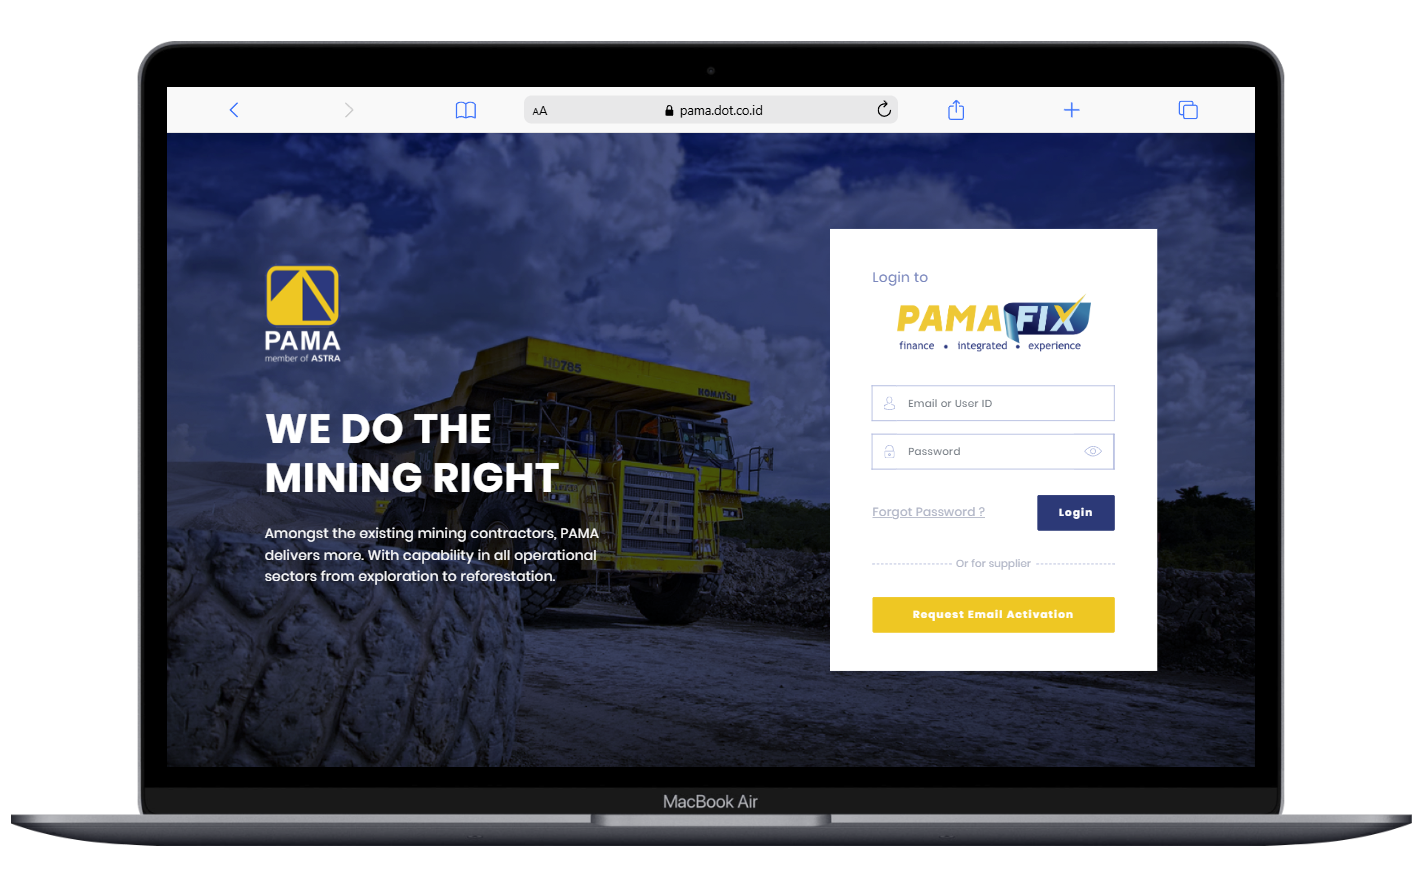 AA
pama.dot.co.id
PAMA
member of ASTRA
WE DO THE
MINING RIGHT
Amongst the existing mining contractors, PAMA
delivers more. With capability in all operational
sectors from exploration to reforestation.
HD785
KOMATSU
KOMATSU
746
Login to
PAMAFIX
finance • integrated • experience
Email or User ID
Password
Forgot Password ?
Login
Or for supplier
Request Email Activation
MacBook Air